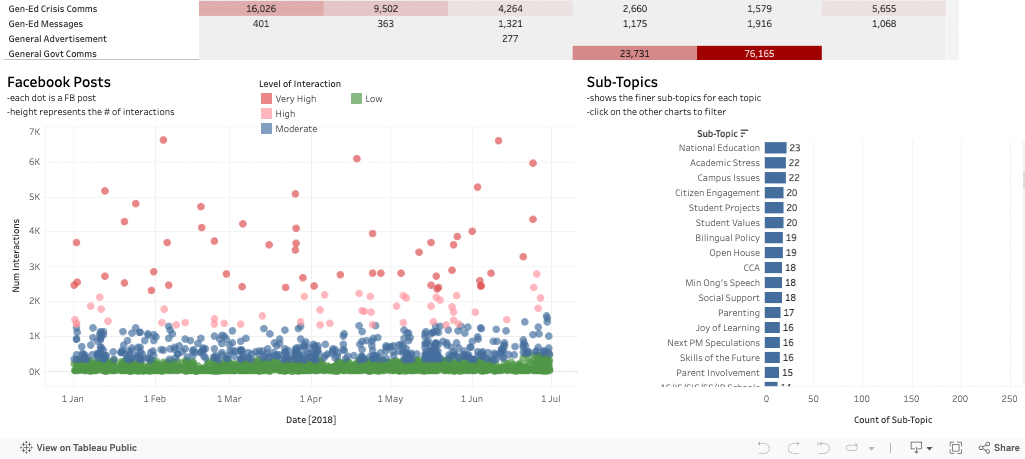 Gen-Ed Crisis Comms 16,026 9,502 4,264 2,660 1,579 5,655
Gen-Ed Messages 401 363 1,321 1,175 1,916 1,068
General Advertisement 277
General Govt Comms 23,731 76,165
Facebook Posts
-each dot is a FB post
-height represents the # of interactions
Level of Interaction
Very High Low
High
Moderate
7K
6K
5K
4K
3K
2K
1K
0K
Num Interactions
1 Jan 1 Feb 1 Mar 1 Apr 1 May 1 Jun 1 Jul
Date [2018]
Sub-Topics
-shows the finer sub-topics for each topic
-click on the other charts to filter
Sub-Topic
National Education 23
Academic Stress 22
Campus Issues 22
Citizen Engagement 20
Student Projects 20
Student Values 20
Bilingual Policy 19
Open House 19
CCA 18
Min Ong's Speech 18
Social Support 18
Parenting 17
Joy of Learning 16
Next PM Speculations 16
Skills of the Future 16
Parent Involvement 15
0 50 100 150 200 250
Count of Sub-Topic
View on Tableau Public
Share